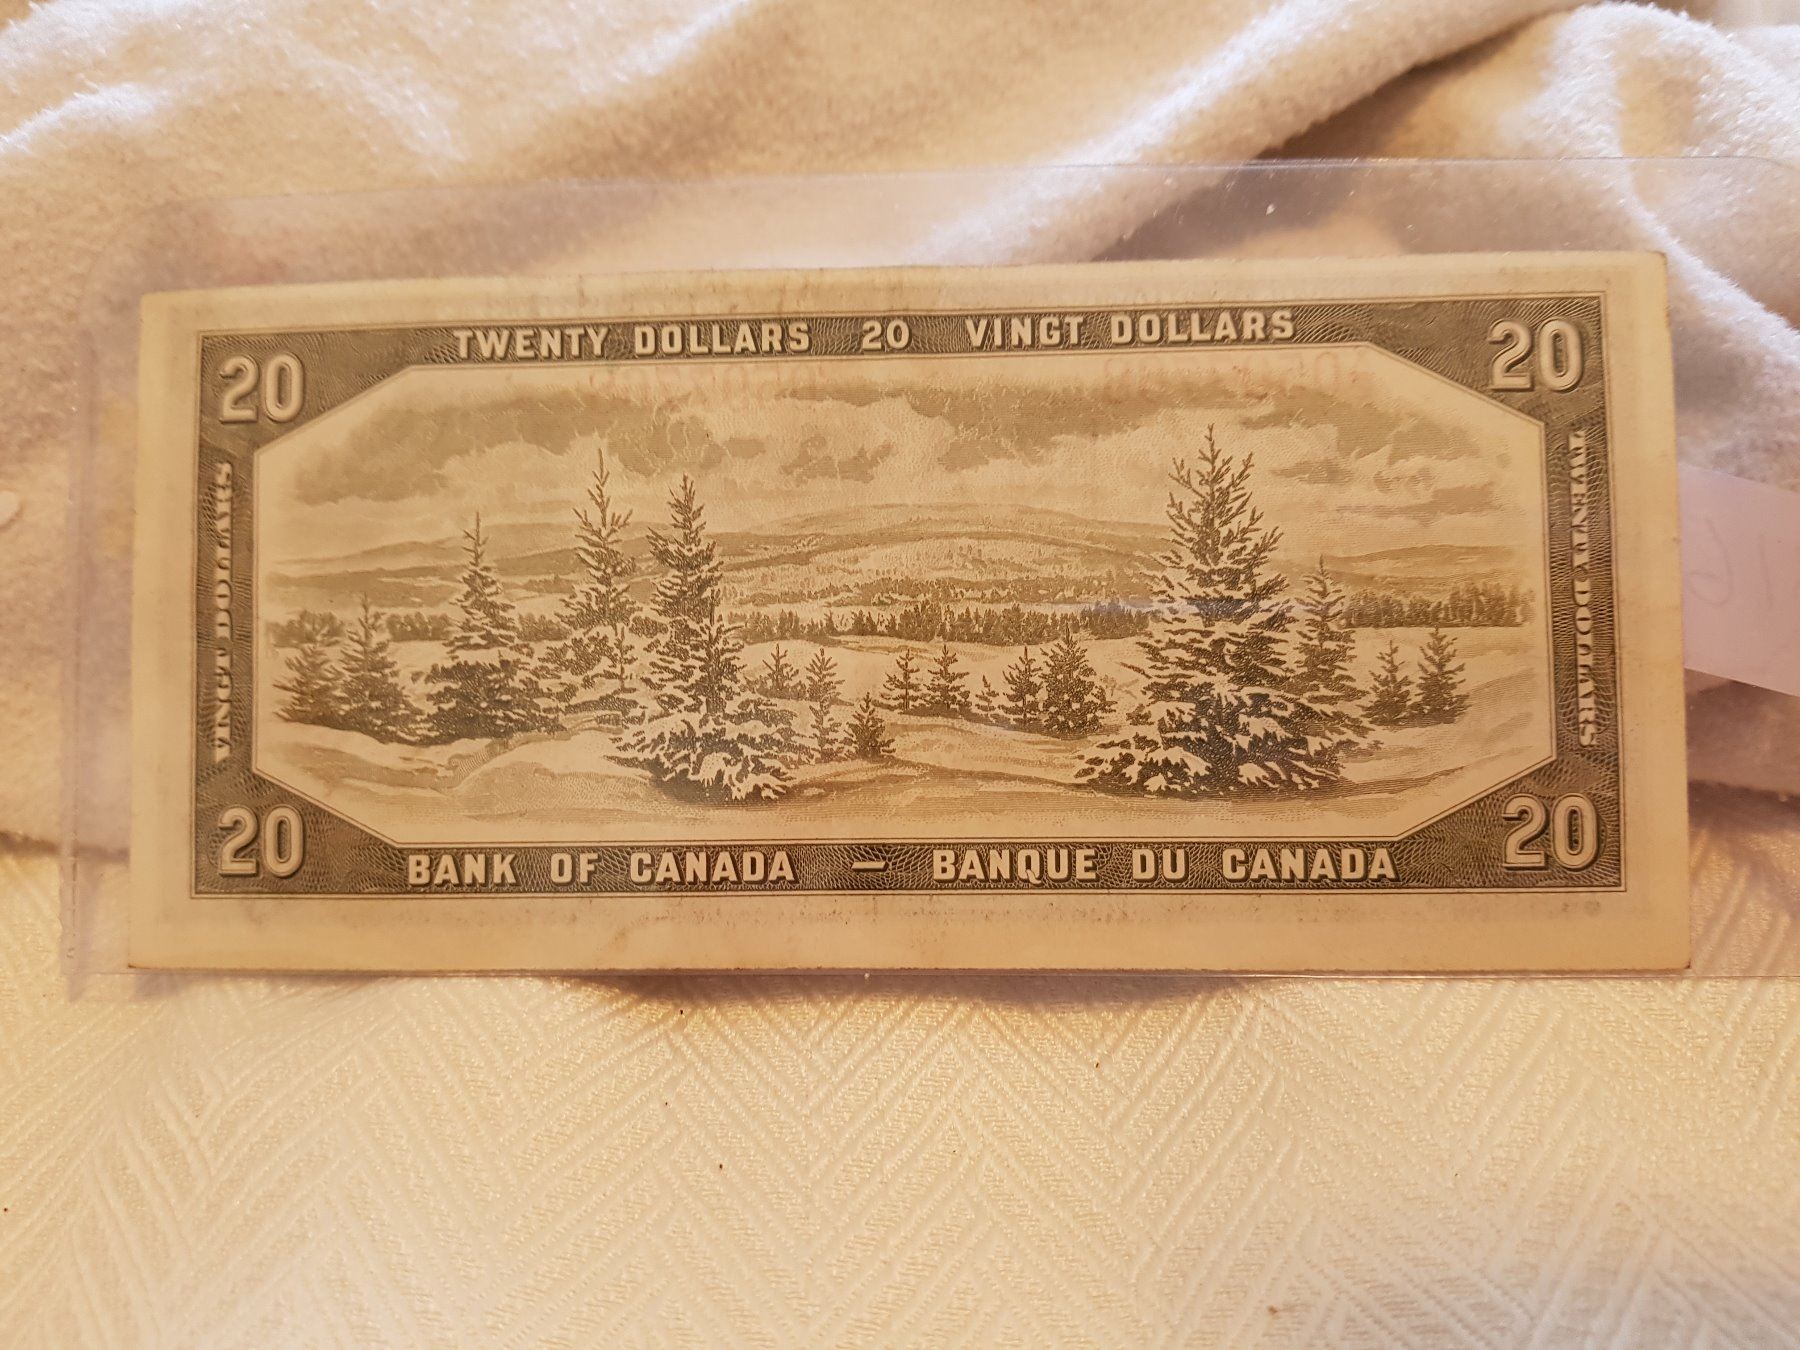 TWENTY DOLLARS 20 VINGT DOLLARS
20
20
VINGT DOLLARS
TWENTY DOLLARS
20
20
BANK OF CANADA — BANQUE DU CANADA